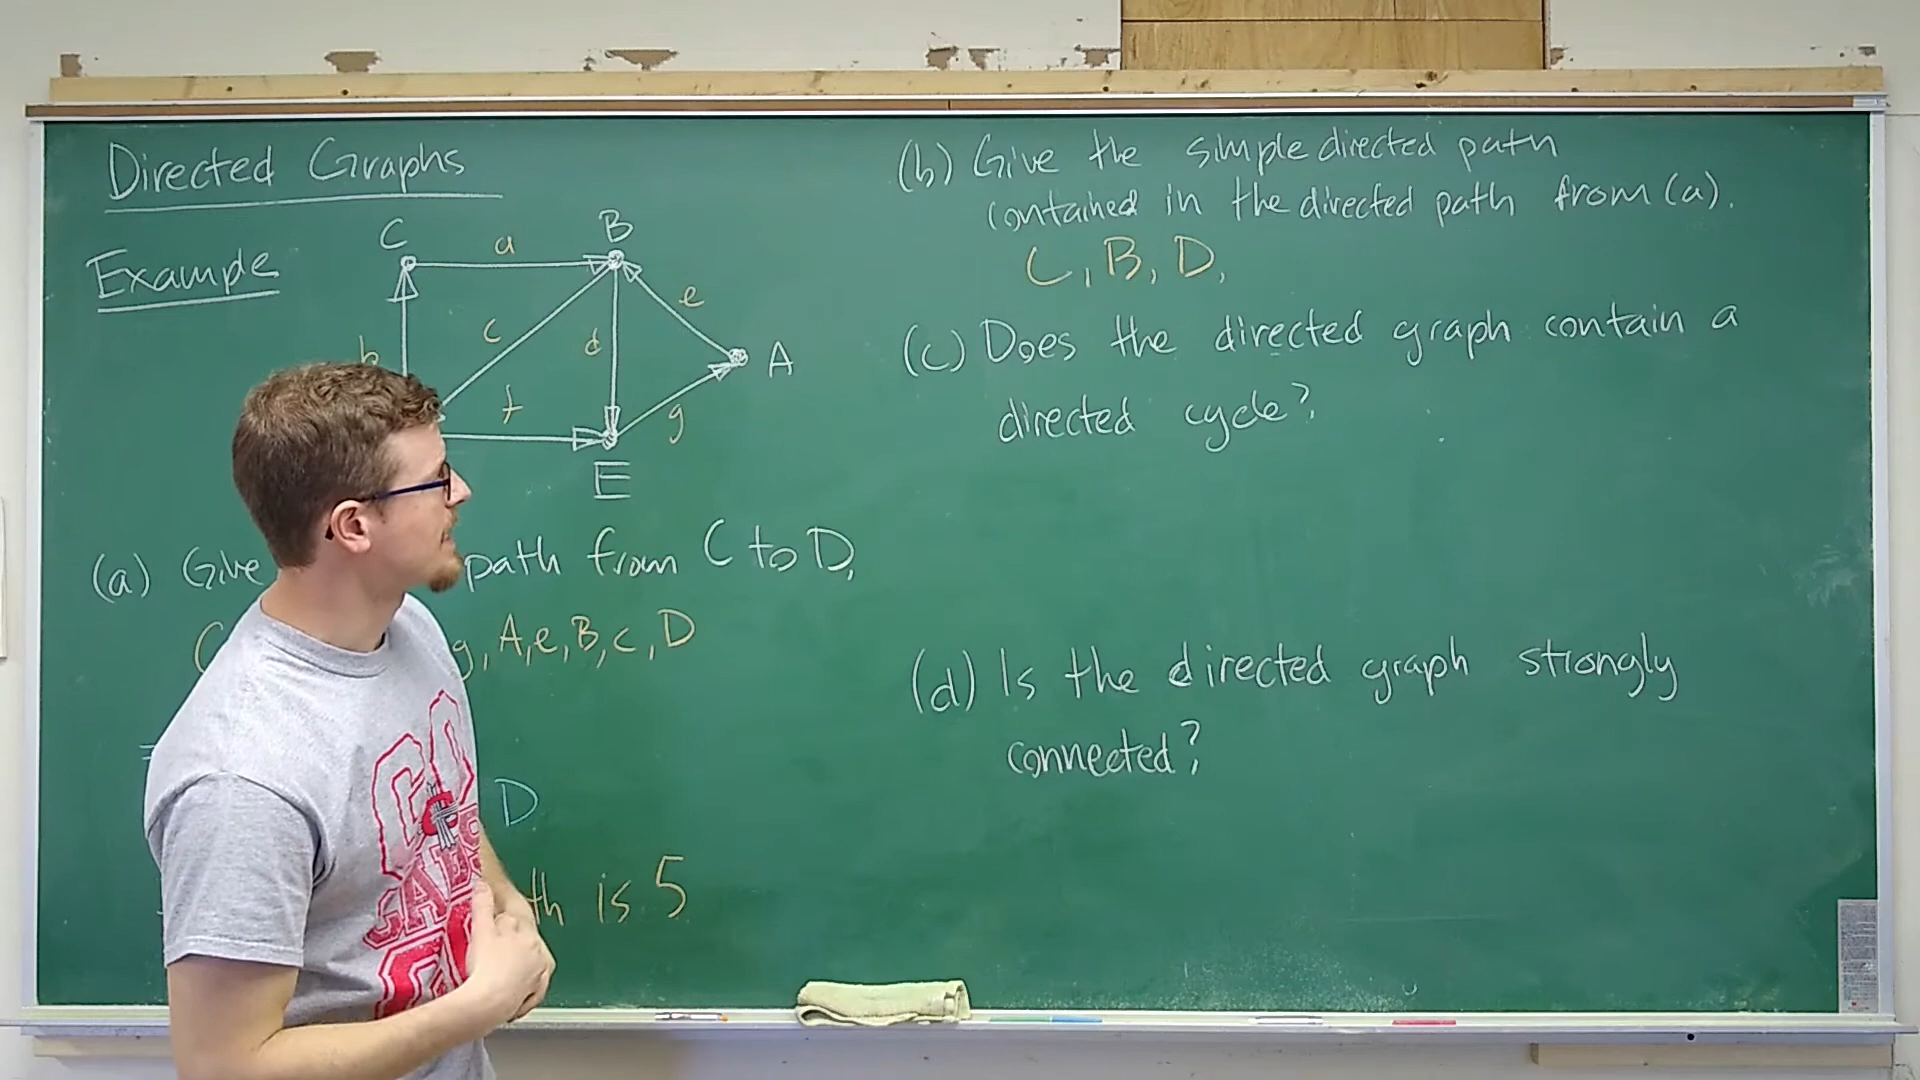 Directed Graphs
Example
C
a
B
b
c
d
e
A
f
g
E
(a) Give path from C to D.
C g, A, e, B, c, D
D
is 5
(b) Give the simple directed path
contained in the directed path from (a).
C, B, D.
(c) Does the directed graph contain a
directed cycle?
(d) Is the directed graph strongly
connected?
GO